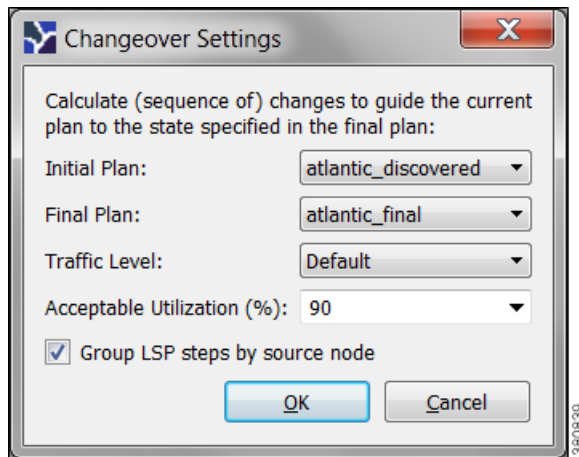 Changeover Settings
Calculate (sequence of) changes to guide the current
plan to the state specified in the final plan:
Initial Plan: atlantic_discovered
Final Plan: atlantic_final
Traffic Level: Default
Acceptable Utilization (%): 90
Group LSP steps by source node
OK Cancel
380839